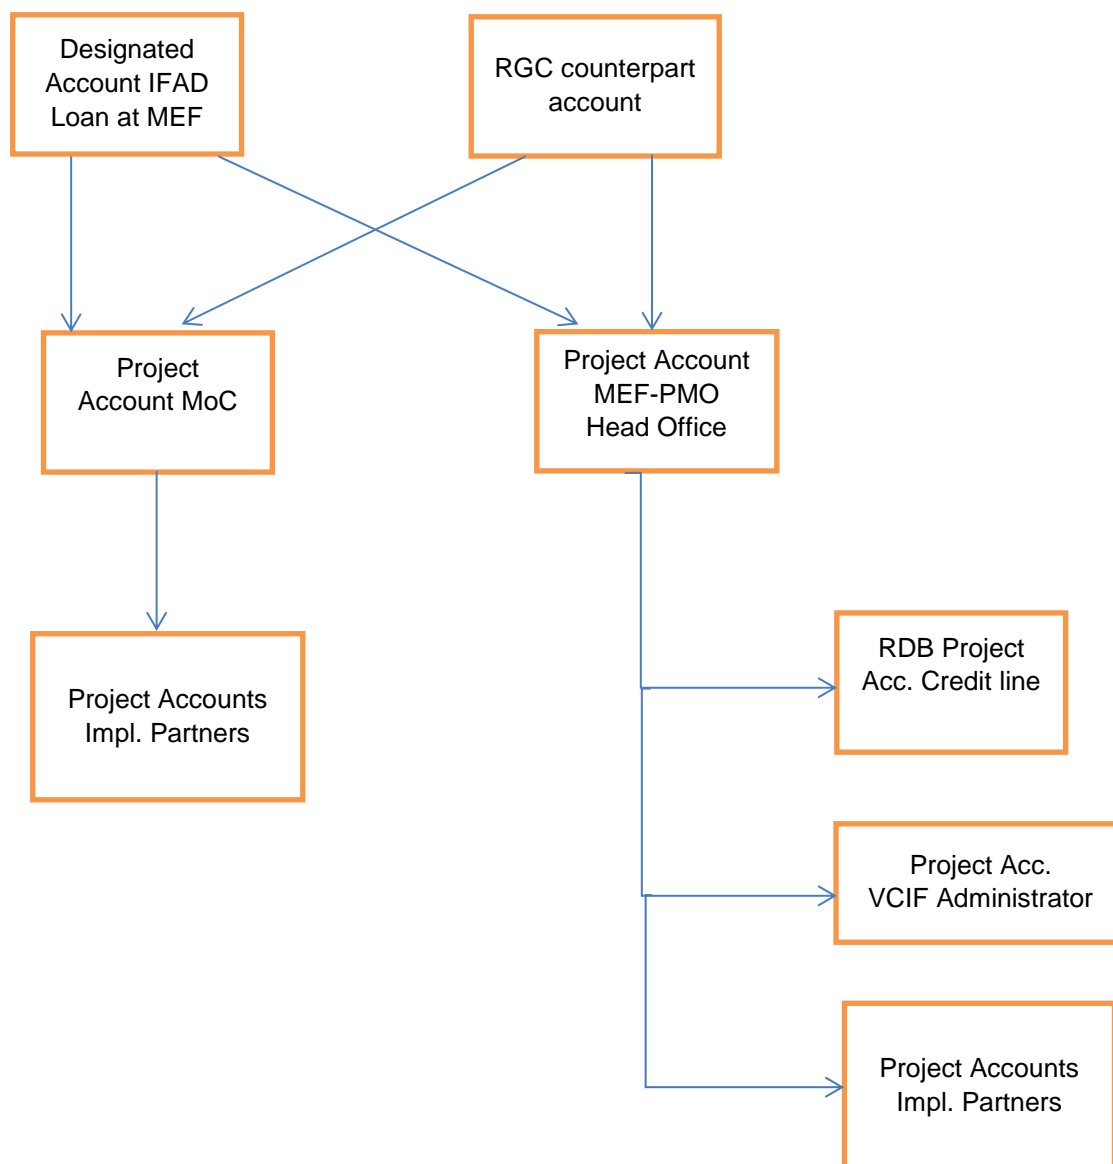 Designated
Account IFAD
Loan at MEF
RGC counterpart
account
Project
Account MoC
Project Account
MEF-PMO
Head Office
Project Accounts
Impl. Partners
RDB Project
Acc. Credit line
Project Acc.
VCIF Administrator
Project Accounts
Impl. Partners